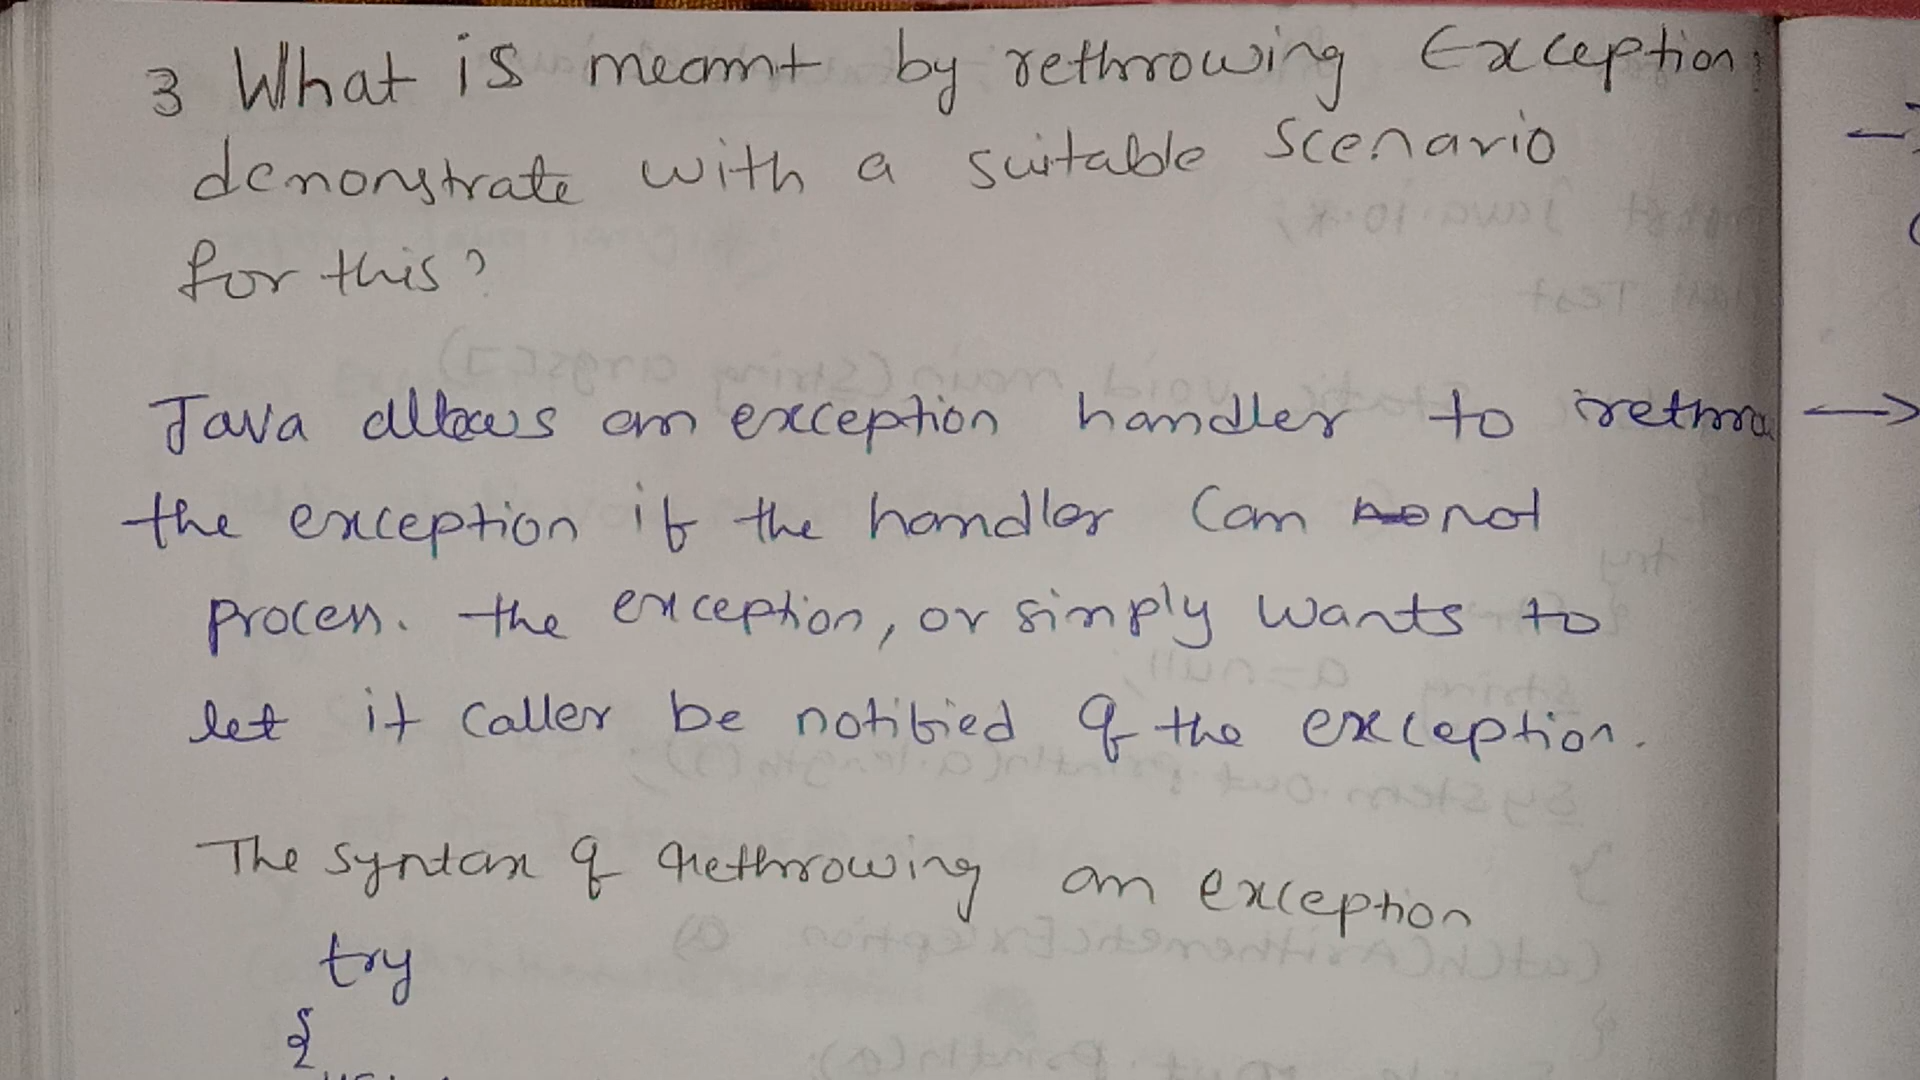 3 What is meant by rethrowing Exception
demonstrate with a suitable scenario
for this?
Java allows an exception handler to rethro
the exception if the handler can not
process. the exception, or simply wants to
let it caller be notified of the exception.
The syntax of rethrowing an exception
try
{